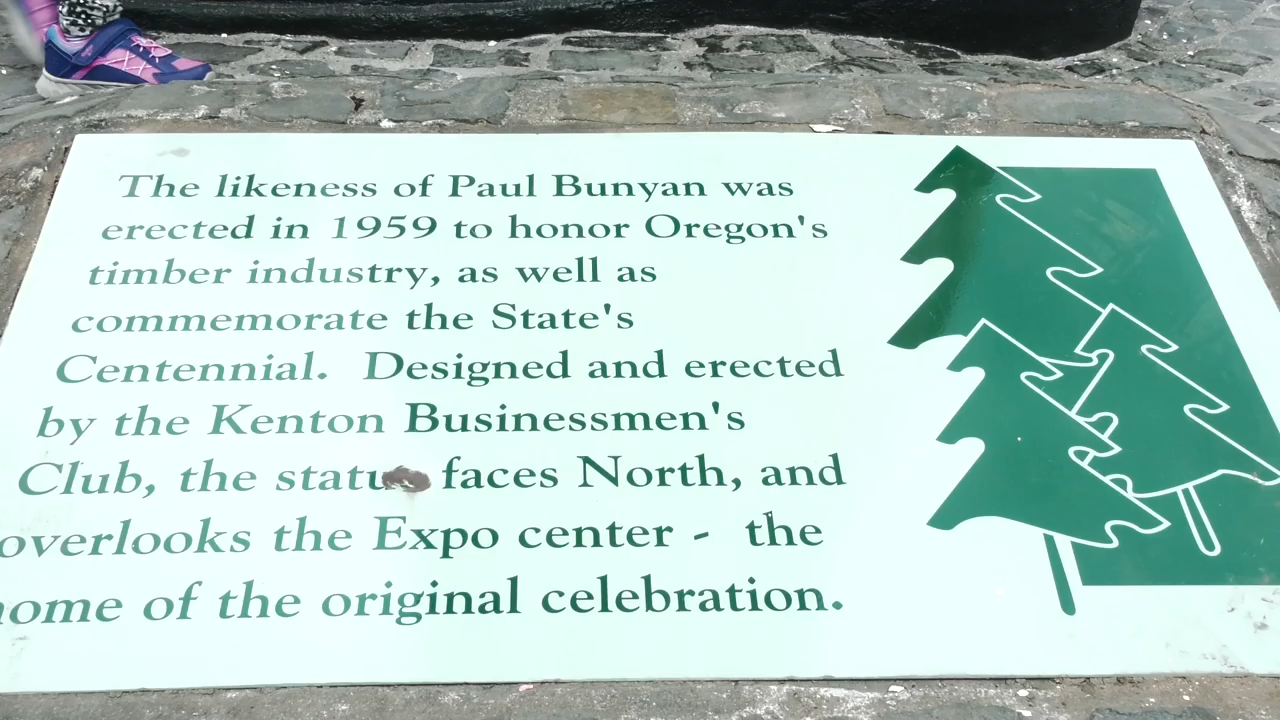 The likeness of Paul Bunyan was
erected in 1959 to honor Oregon's
timber industry, as well as
commemorate the State's
Centennial. Designed and erected
by the Kenton Businessmen's
Club, the statue faces North, and
overlooks the Expo center - the
home of the original celebration.